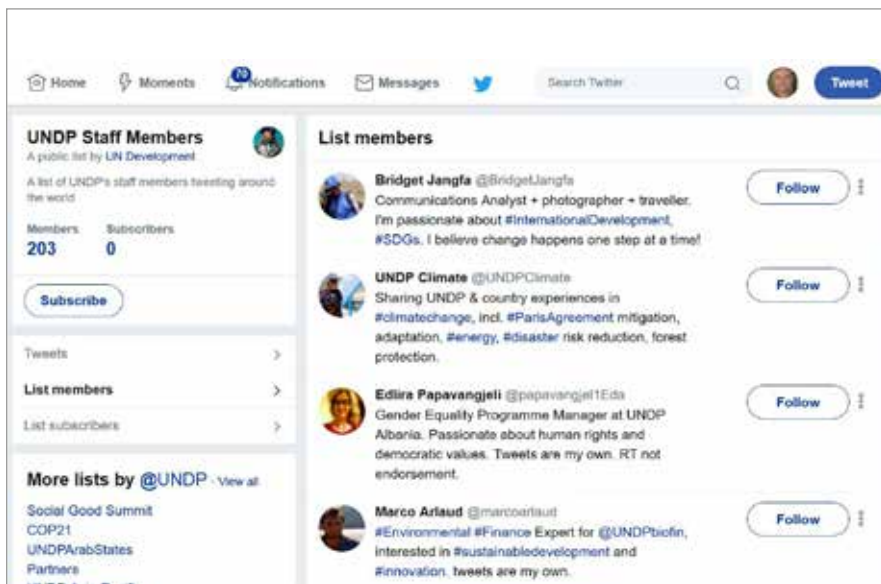 Home
Moments
70
Notifications
Messages
Search Twitter
Tweet
UNDP Staff Members
A public list by UN Development
A list of UNDP's staff members tweeting around
the world
Members
Subscribers
203
0
Subscribe
Tweets
List members
List subscribers
More lists by @UNDP · View all
Social Good Summit
COP21
UNDPArabStates
Partners
List members
Bridget Jangfa @BridgetJangfa
Communications Analyst + photographer + traveller.
I'm passionate about #InternationalDevelopment,
#SDGs. I believe change happens one step at a time!
Follow
UNDP Climate @UNDPClimate
Sharing UNDP & country experiences in
#climatechange, incl. #ParisAgreement mitigation,
adaptation, #energy, #disaster risk reduction, forest
protection.
Follow
Edlira Papavangjeli @papavangjel1Eda
Gender Equality Programme Manager at UNDP
Albania. Passionate about human rights and
democratic values. Tweets are my own. RT not
endorsement.
Follow
Marco Arlaud @marcoarlaud
#Environmental #Finance Expert for @UNDPbiofin,
interested in #sustainabledevelopment and
#innovation. tweets are my own.
Follow